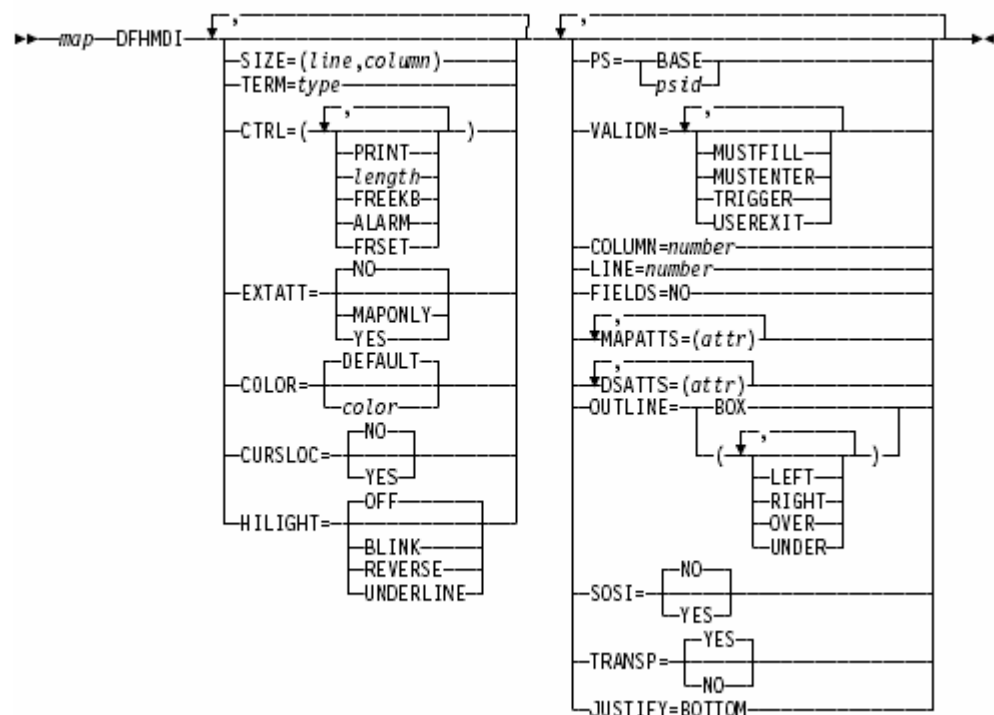 map DFHMDI
,
SIZE=(line,column)
TERM=type
CTRL=(
,
)
PRINT
length
FREEKB
ALARM
FRSET
EXTATT=
NO
MAPONLY
YES
COLOR=
DEFAULT
color
CURSLOC=
NO
YES
HILIGHT=
OFF
BLINK
REVERSE
UNDERLINE
,
PS=
BASE
psid
VALIDN=
,
MUSTFILL
MUSTENTER
TRIGGER
USEREXIT
COLUMN=number
LINE=number
FIELDS=NO
,
MAPATTS=(attr)
,
DSATTS=(attr)
OUTLINE=
BOX
(
,
)
LEFT
RIGHT
OVER
UNDER
SOSI=
NO
YES
TRANSP=
YES
NO
JUSTIFY=BOTTOM